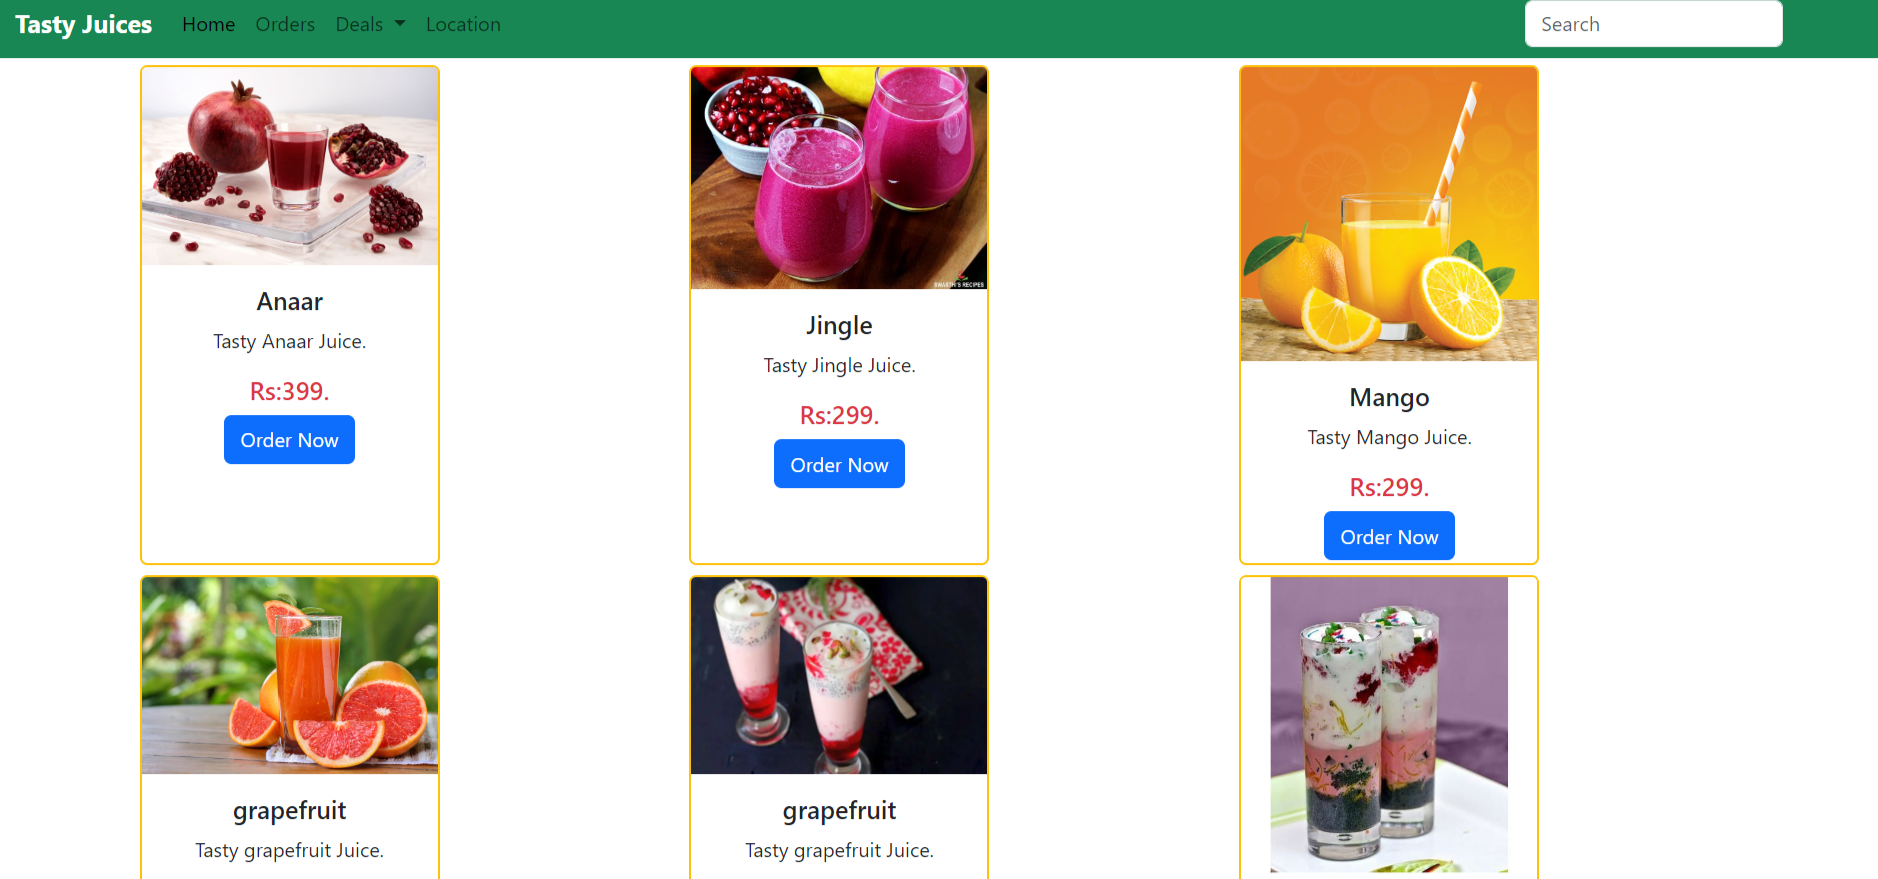 Tasty Juices Home Orders Deals Location Search
Anaar
Tasty Anaar Juice.
Rs:399.
Order Now
SWASTHI'S RECIPES
Jingle
Tasty Jingle Juice.
Rs:299.
Order Now
Mango
Tasty Mango Juice.
Rs:299.
Order Now
grapefruit
Tasty grapefruit Juice.
grapefruit
Tasty grapefruit Juice.